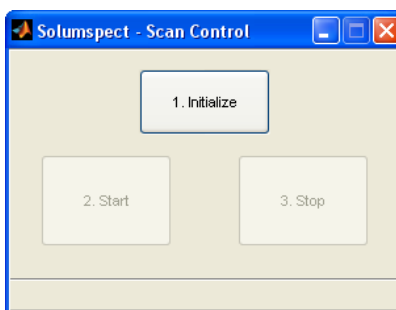 Solumspect - Scan Control
1. Initialize
2. Start
3. Stop